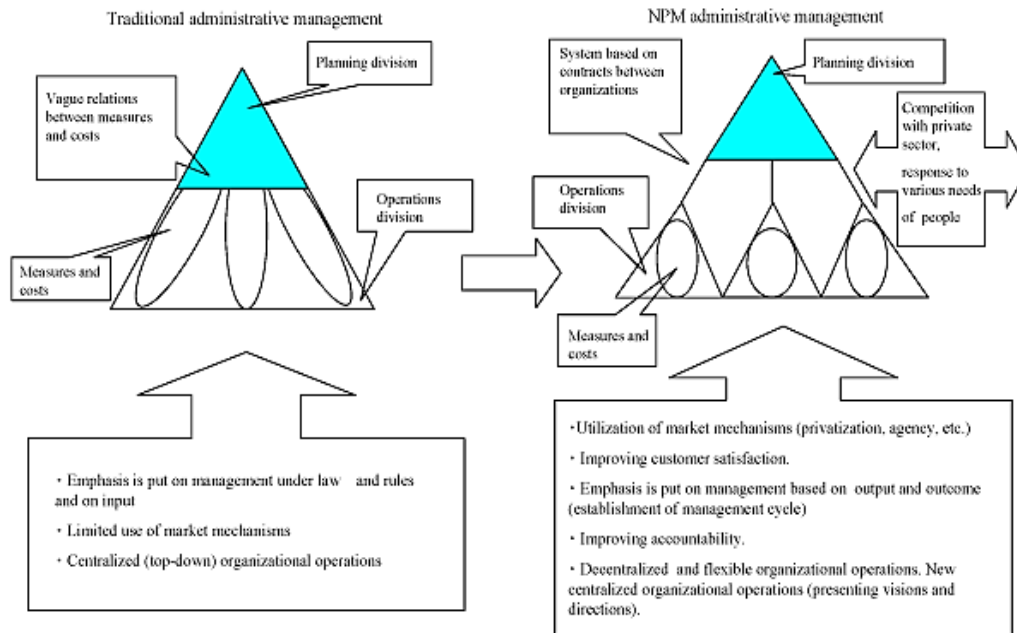 Traditional administrative management
Planning division
Vague relations
between measures
and costs
Operations
division
Measures and
costs
・Emphasis is put on management under law and rules
and on input
・Limited use of market mechanisms
・Centralized (top-down) organizational operations
NPM administrative management
System based on
contracts between
organizations
Planning division
Competition
with private
sector,
response to
various needs
of people
Operations
division
Measures and
costs
・Utilization of market mechanisms (privatization, agency, etc.)
・Improving customer satisfaction.
・Emphasis is put on management based on output and outcome
(establishment of management cycle)
・Improving accountability.
・Decentralized and flexible organizational operations. New
centralized organizational operations (presenting visions and
directions).